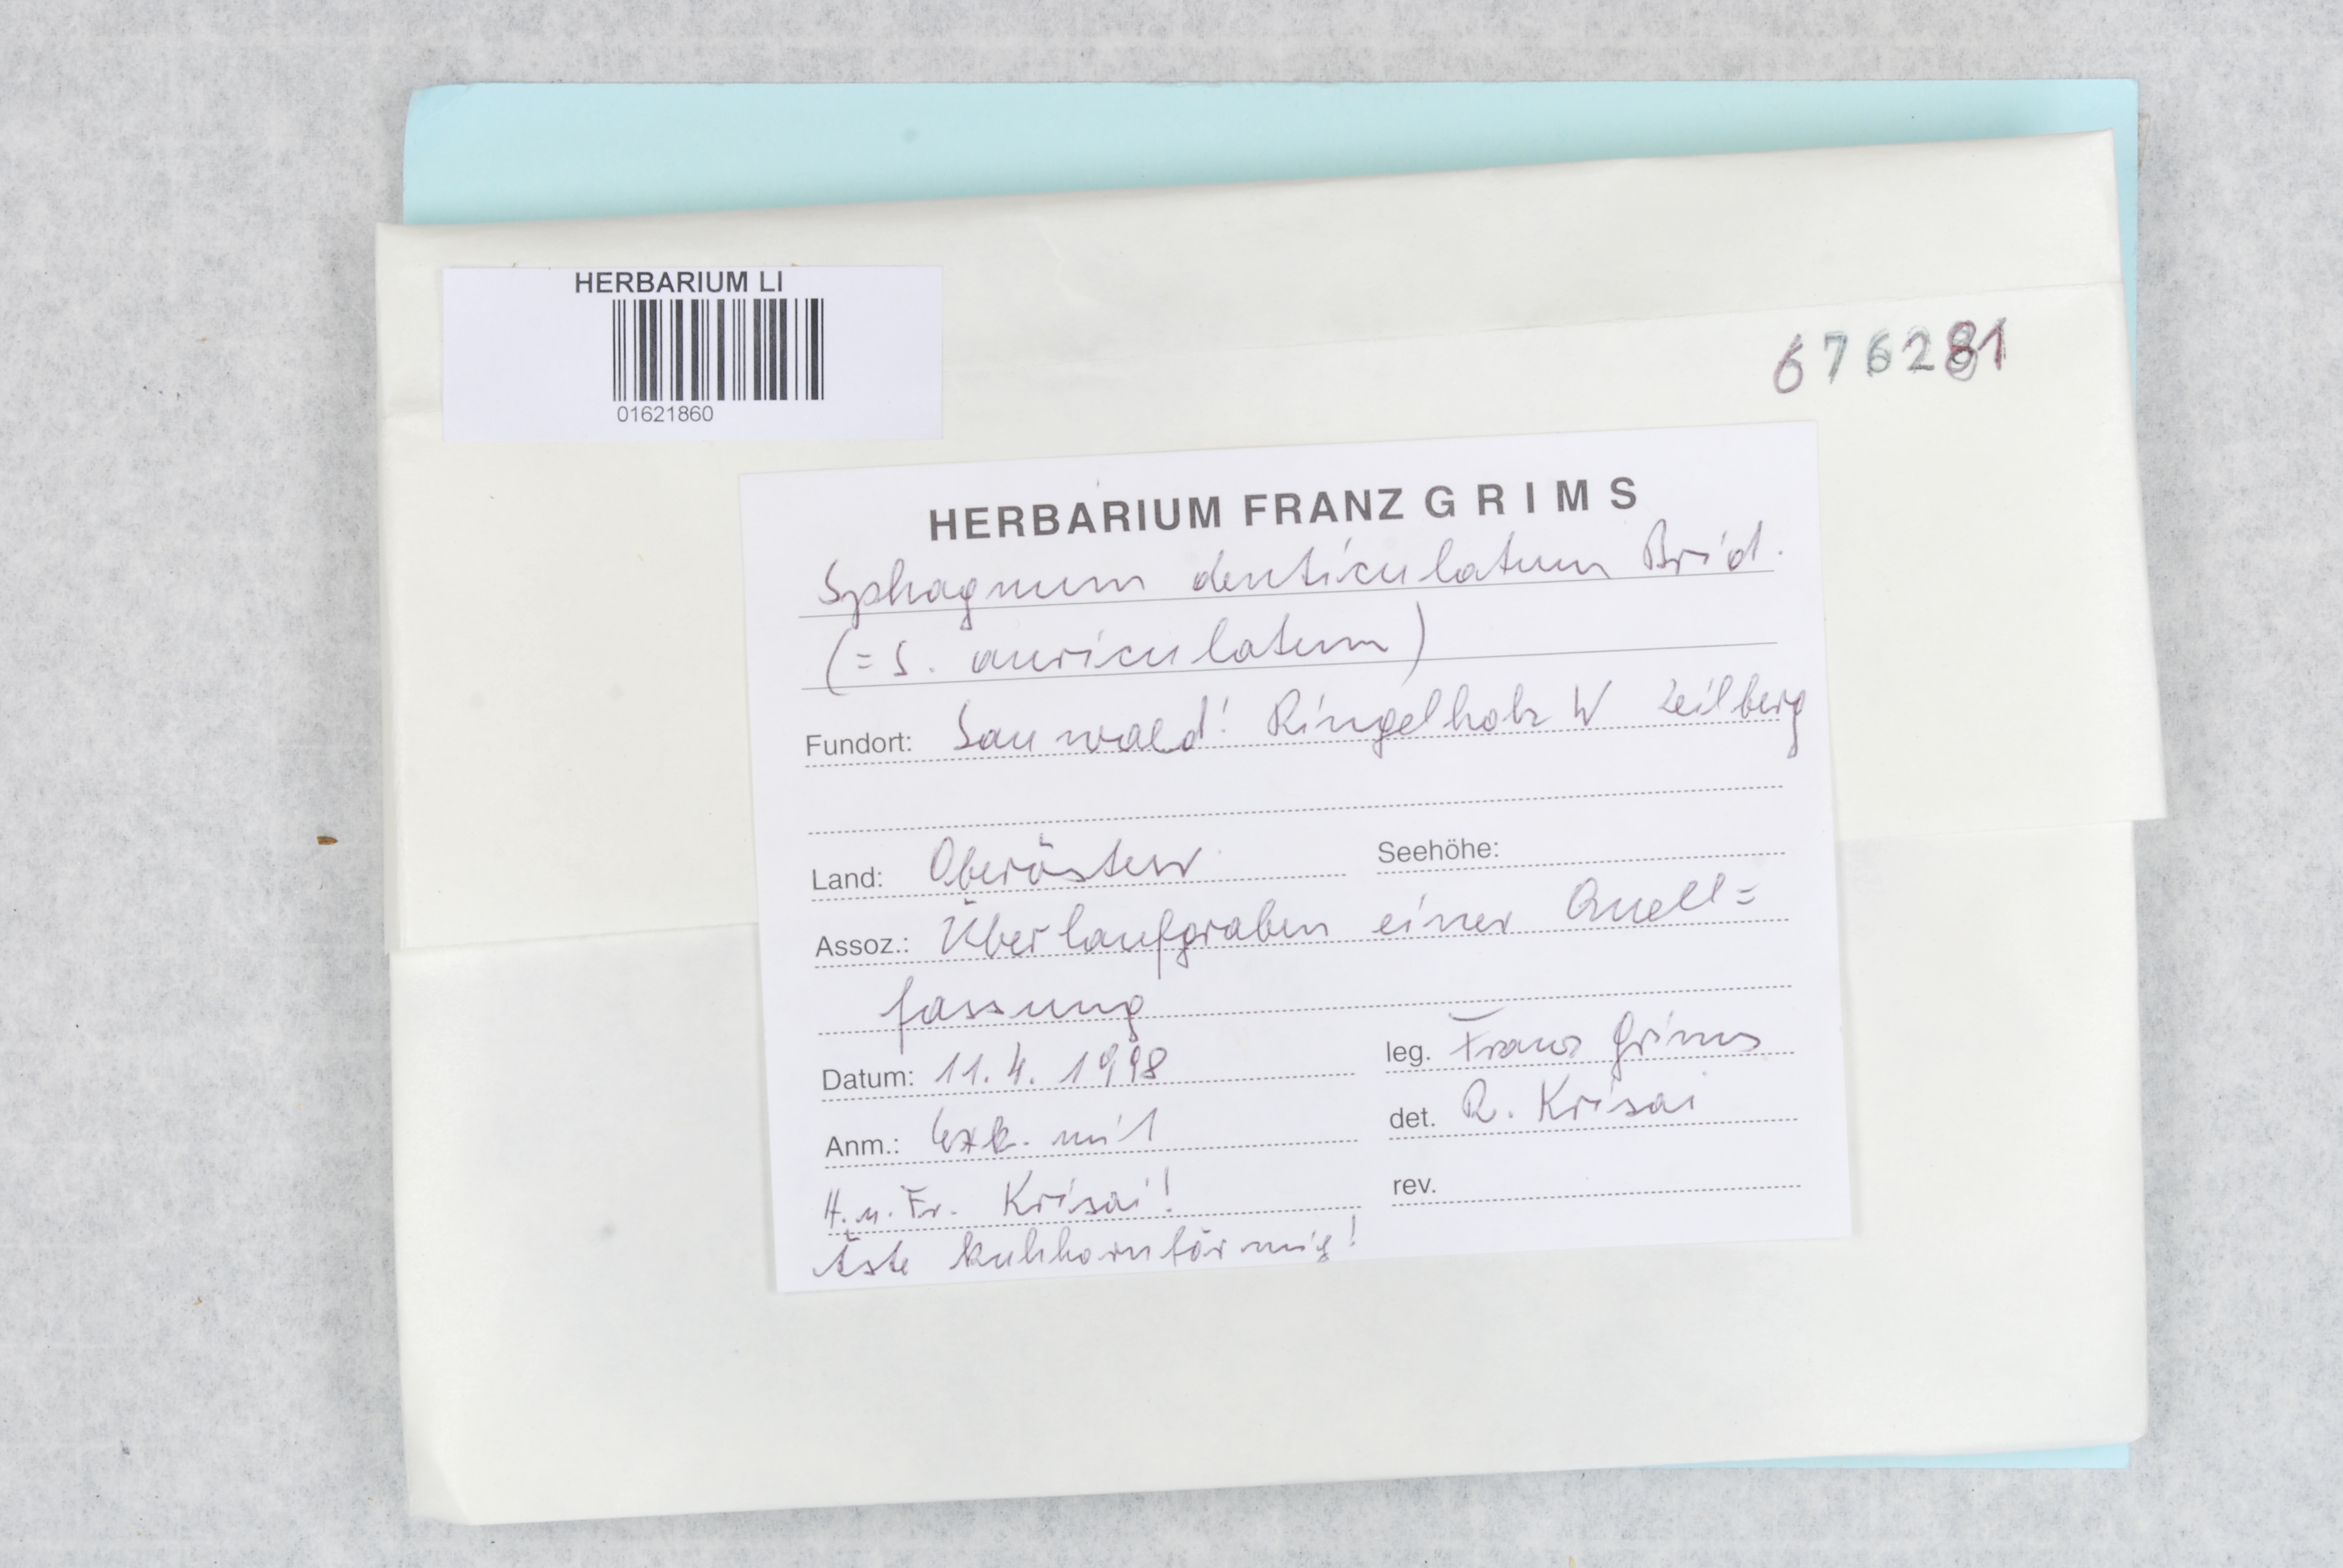 HERBARIUM LI
01621860
676281
HERBARIUM FRANZ GRIMS
Sphagnum denticulatum Brid.
(= S. auriculatum)
Fundort: Sauwald: Ringelholz W Zeilberg
Land: Oberösterr Seehöhe:
Assoz.: Überlaufgraben einer Quell=
fassung
Datum: 11.4.1998 leg. Franz Grims
Anm.: Exk. mit det. R. Krisai
H. u. Fr. Krisai! rev.
Äste kuhhornförmig!